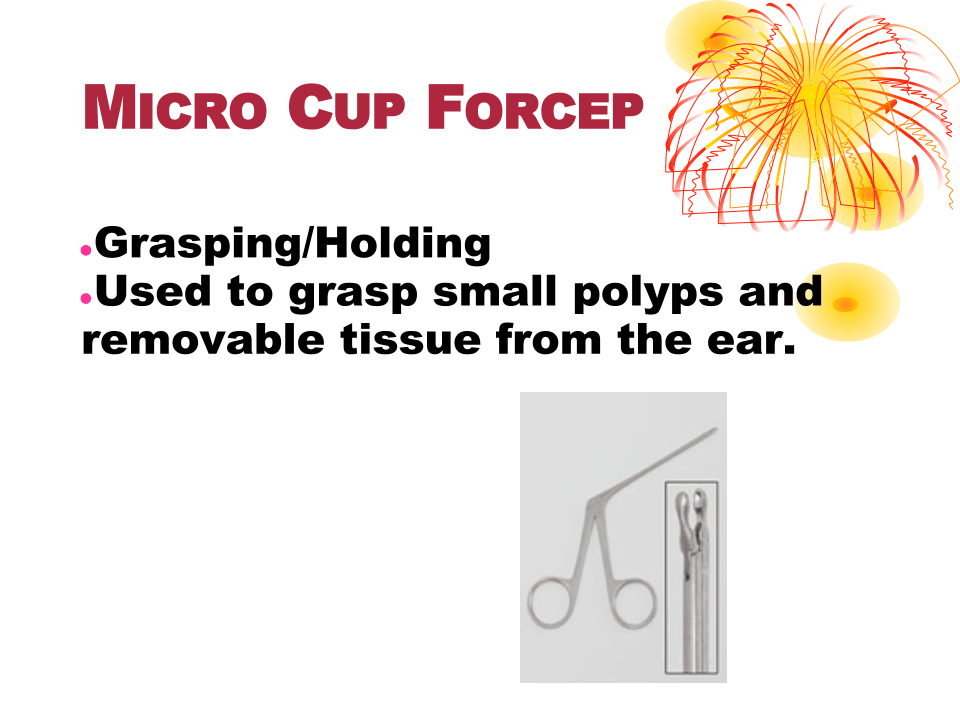 MICRO CUP FORCEP
•Grasping/Holding
•Used to grasp small polyps and
removable tissue from the ear.